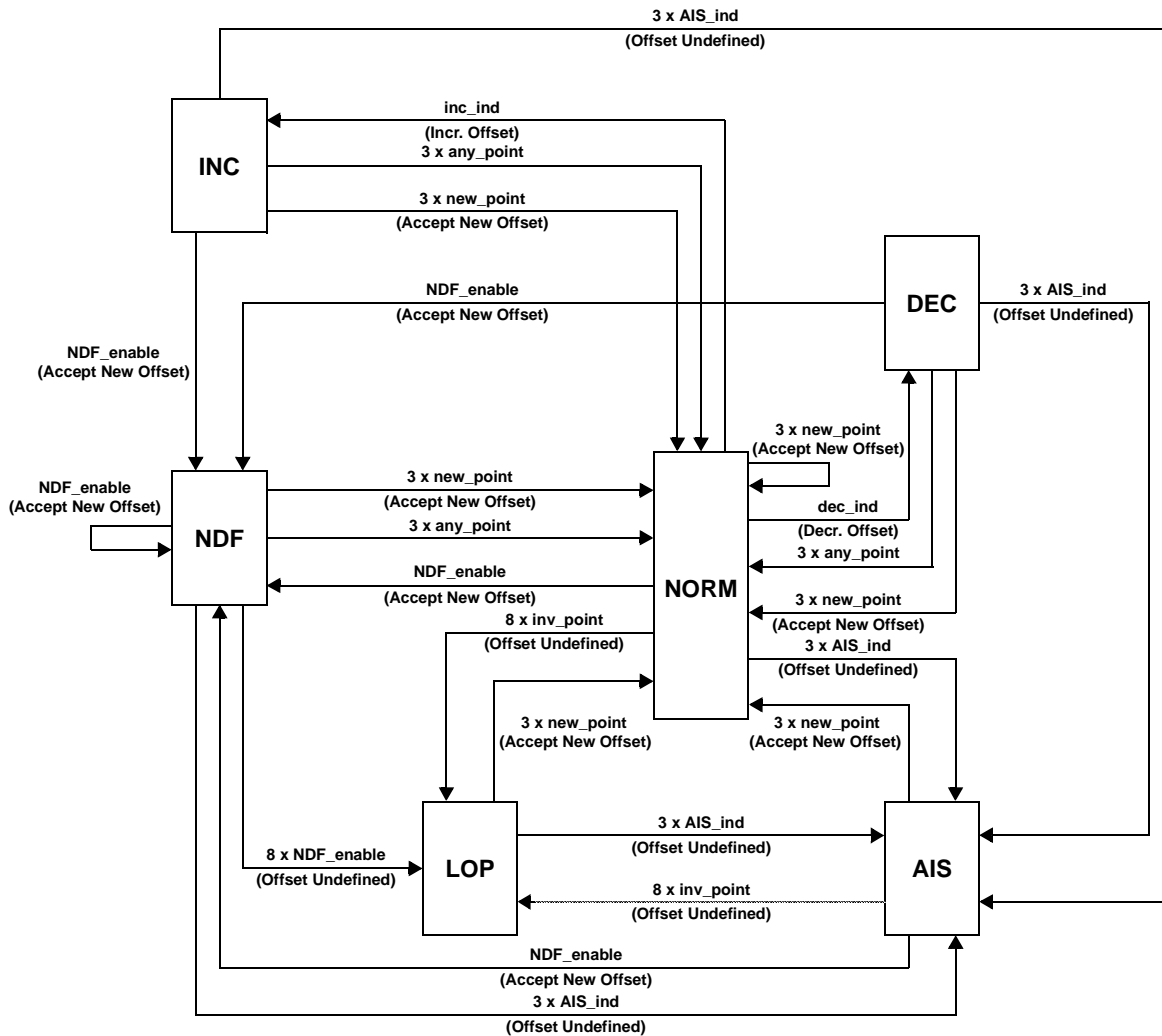 3 x AIS_ind
(Offset Undefined)
inc_ind
(Incr. Offset)
3 x any_point
INC
3 x new_point
(Accept New Offset)
NDF_enable
(Accept New Offset)
DEC
3 x AIS_ind
(Offset Undefined)
NDF_enable
(Accept New Offset)
3 x new_point
(Accept New Offset)
NDF_enable
(Accept New Offset)
NDF
3 x new_point
(Accept New Offset)
3 x any_point
NDF_enable
(Accept New Offset)
NORM
dec_ind
(Decr. Offset)
3 x any_point
3 x new_point
(Accept New Offset)
8 x inv_point
(Offset Undefined)
3 x AIS_ind
(Offset Undefined)
3 x new_point
(Accept New Offset)
3 x new_point
(Accept New Offset)
8 x NDF_enable
(Offset Undefined)
LOP
3 x AIS_ind
(Offset Undefined)
8 x inv_point
(Offset Undefined)
AIS
NDF_enable
(Accept New Offset)
3 x AIS_ind
(Offset Undefined)